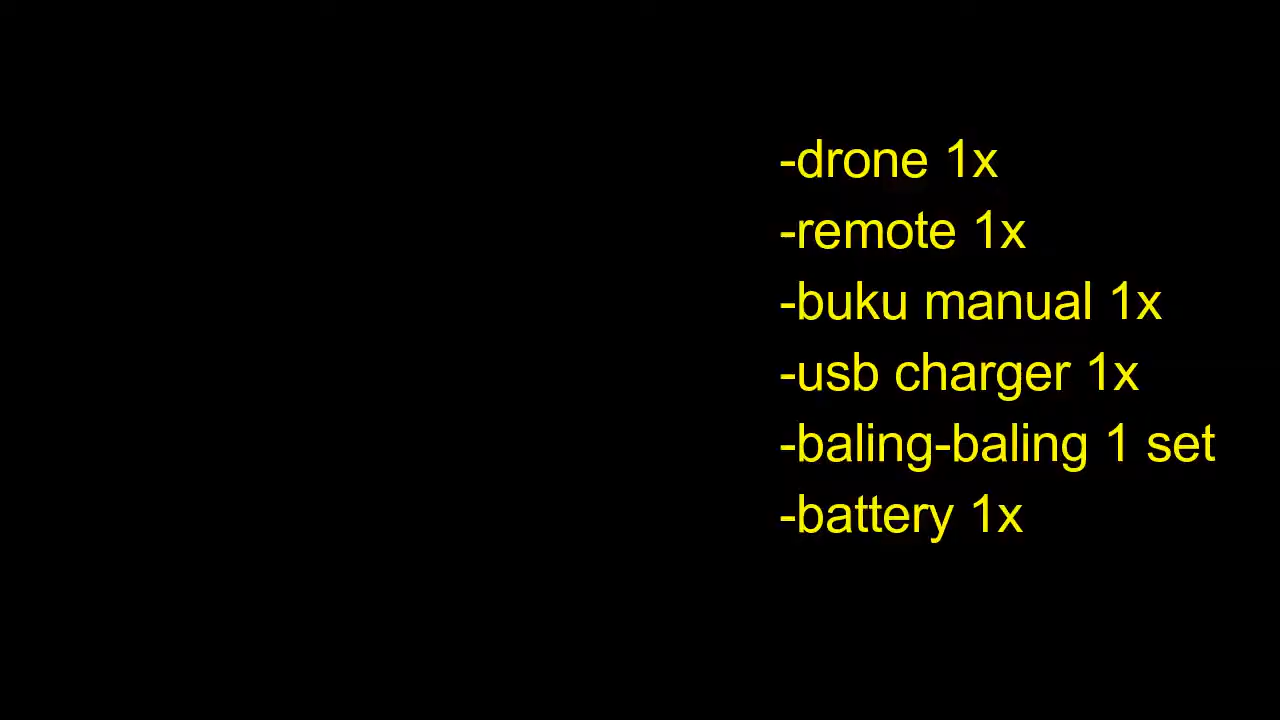 -drone 1x
-remote 1x
-buku manual 1x
-usb charger 1x
-baling-baling 1 set
-battery 1x